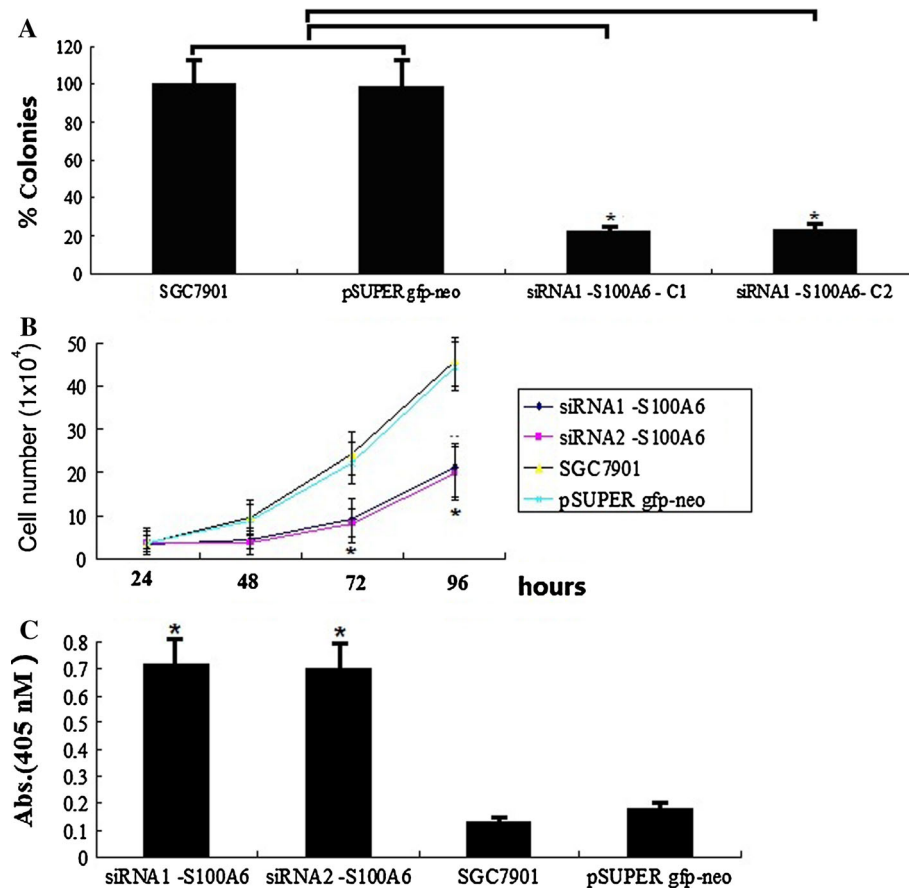 A
120
100
80
60
40
20
0
% Colonies
*
*
SGC7901
pSUPER gfp-neo
siRNA1 -S100A6 - C1
siRNA1 -S100A6- C2
B
50
40
30
20
10
0
Cell number (1x10⁴)
*
*
24
48
72
96
hours
siRNA1 -S100A6
siRNA2 -S100A6
SGC7901
pSUPER gfp-neo
C
0.8
0.7
0.6
0.5
0.4
0.3
0.2
0.1
0
Abs.(405 nM )
*
*
siRNA1 -S100A6
siRNA2 -S100A6
SGC7901
pSUPER gfp-neo